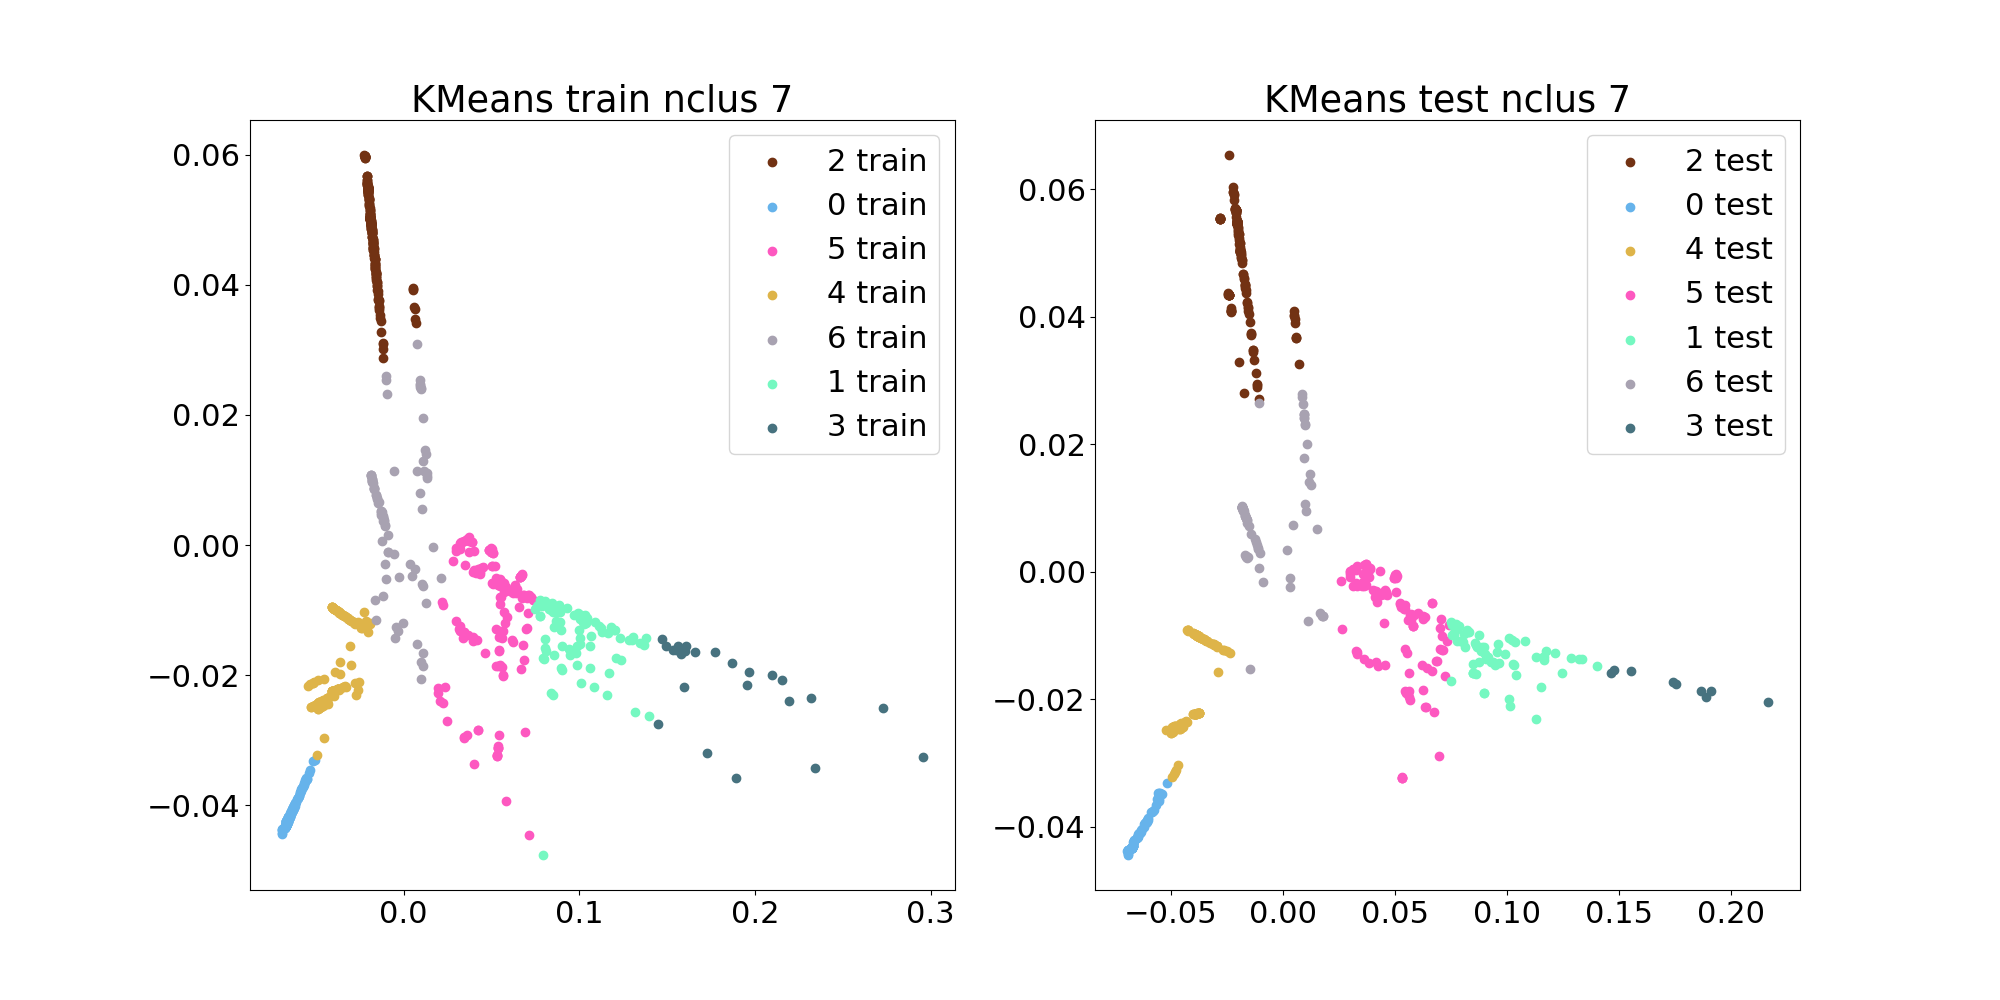 KMeans train nclus 7
2 train
0 train
5 train
4 train
6 train
1 train
3 train
0.06
0.04
0.02
0.00
−0.02
−0.04
0.0 0.1 0.2 0.3
KMeans test nclus 7
2 test
0 test
4 test
5 test
1 test
6 test
3 test
0.06
0.04
0.02
0.00
−0.02
−0.04
−0.05 0.00 0.05 0.10 0.15 0.20